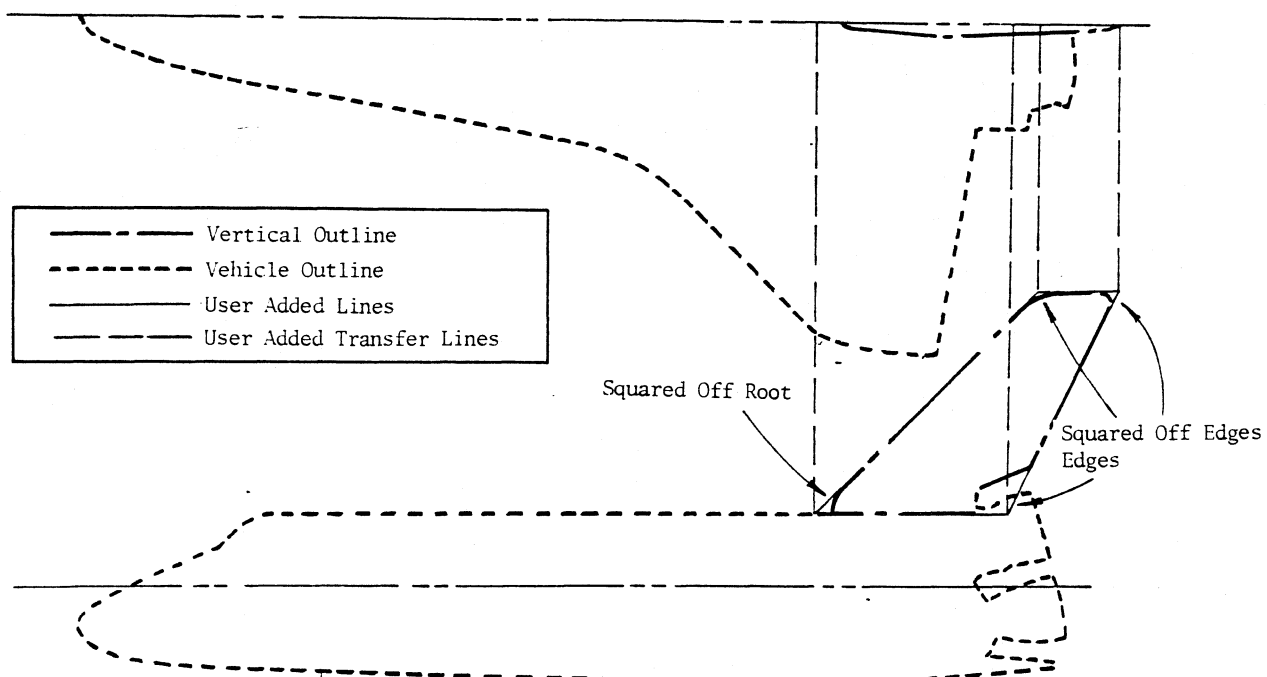 Vertical Outline
Vehicle Outline
User Added Lines
User Added Transfer Lines
Squared Off Root
Squared Off Edges
Edges